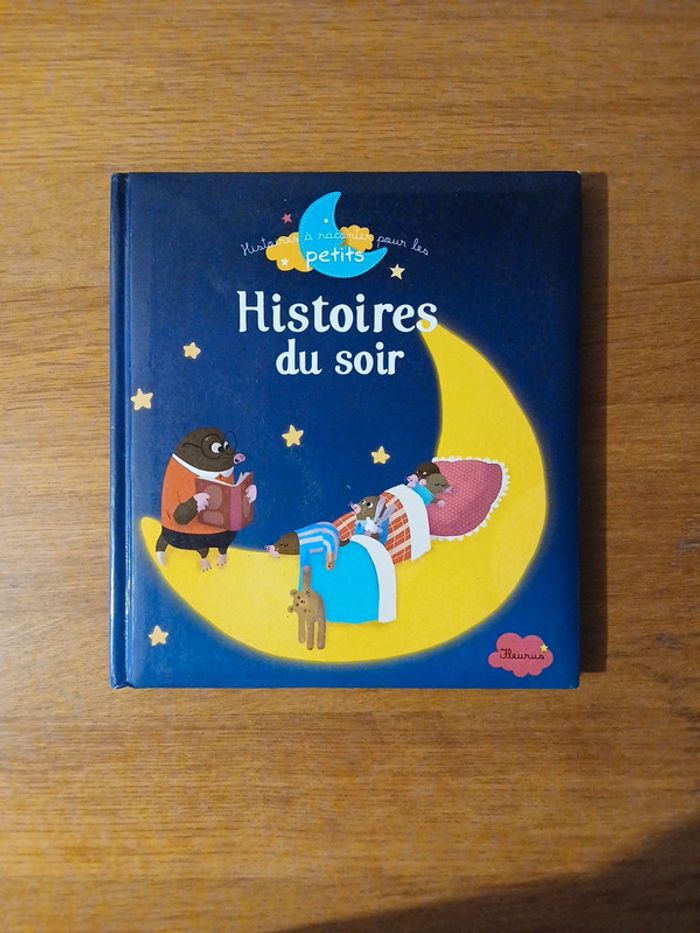 Histoires à raconter pour les
petits
Histoires
du soir
Fleurus